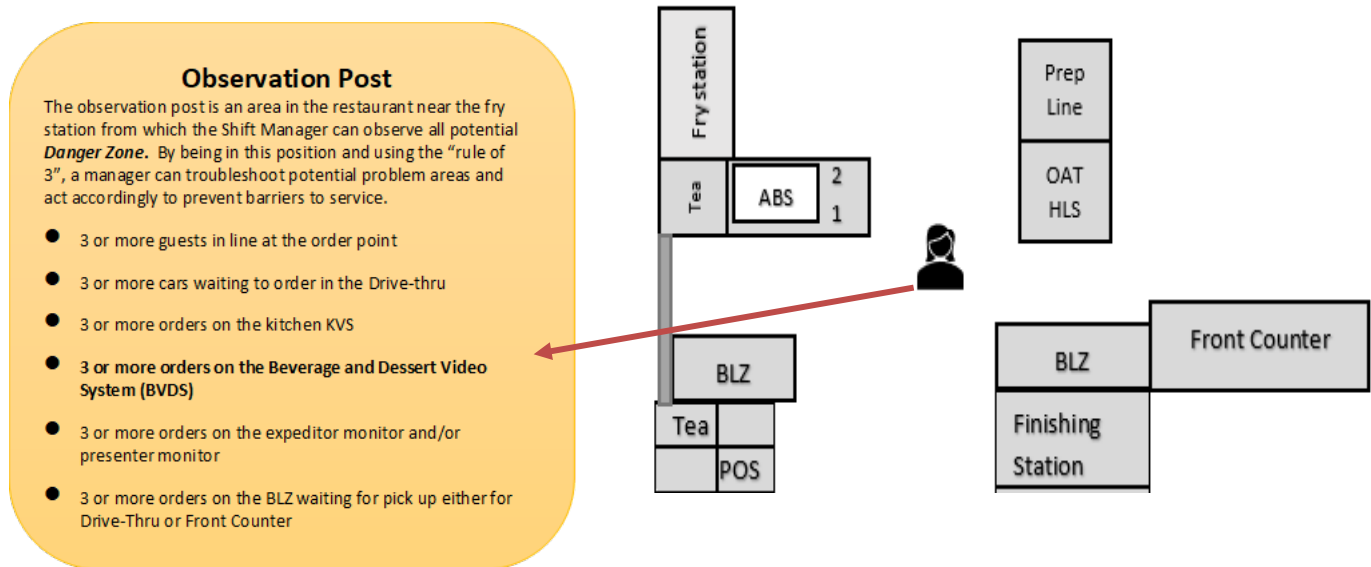 Observation Post
The observation post is an area in the restaurant near the fry
station from which the Shift Manager can observe all potential
Danger Zone. By being in this position and using the “rule of
3”, a manager can troubleshoot potential problem areas and
act accordingly to prevent barriers to service.
● 3 or more guests in line at the order point
● 3 or more cars waiting to order in the Drive-thru
● 3 or more orders on the kitchen KVS
● 3 or more orders on the Beverage and Dessert Video
System (BVDS)
● 3 or more orders on the expeditor monitor and/or
presenter monitor
● 3 or more orders on the BLZ waiting for pick up either for
Drive-Thru or Front Counter
Fry station
Tea
ABS
2
1
BLZ
Tea
POS
Prep
Line
OAT
HLS
BLZ
Front Counter
Finishing
Station